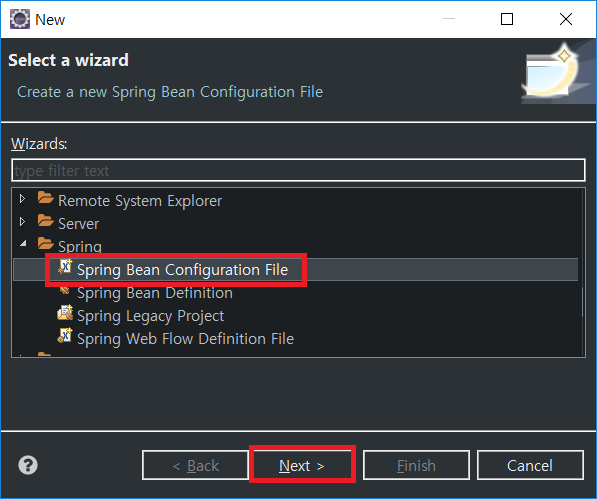 New
Select a wizard
Create a new Spring Bean Configuration File
Wizards:
type filter text
Remote System Explorer
Server
Spring
Spring Bean Configuration File
Spring Bean Definition
Spring Legacy Project
Spring Web Flow Definition File
< Back Next > Finish Cancel